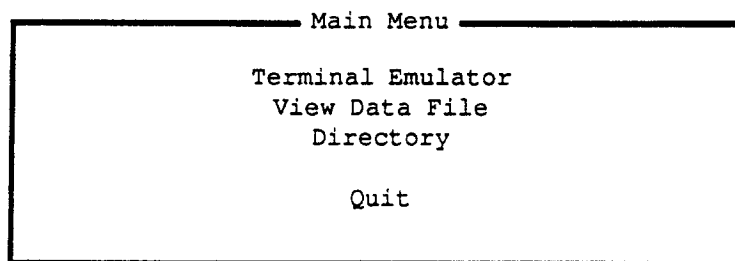 Main Menu
Terminal Emulator
View Data File
Directory
Quit